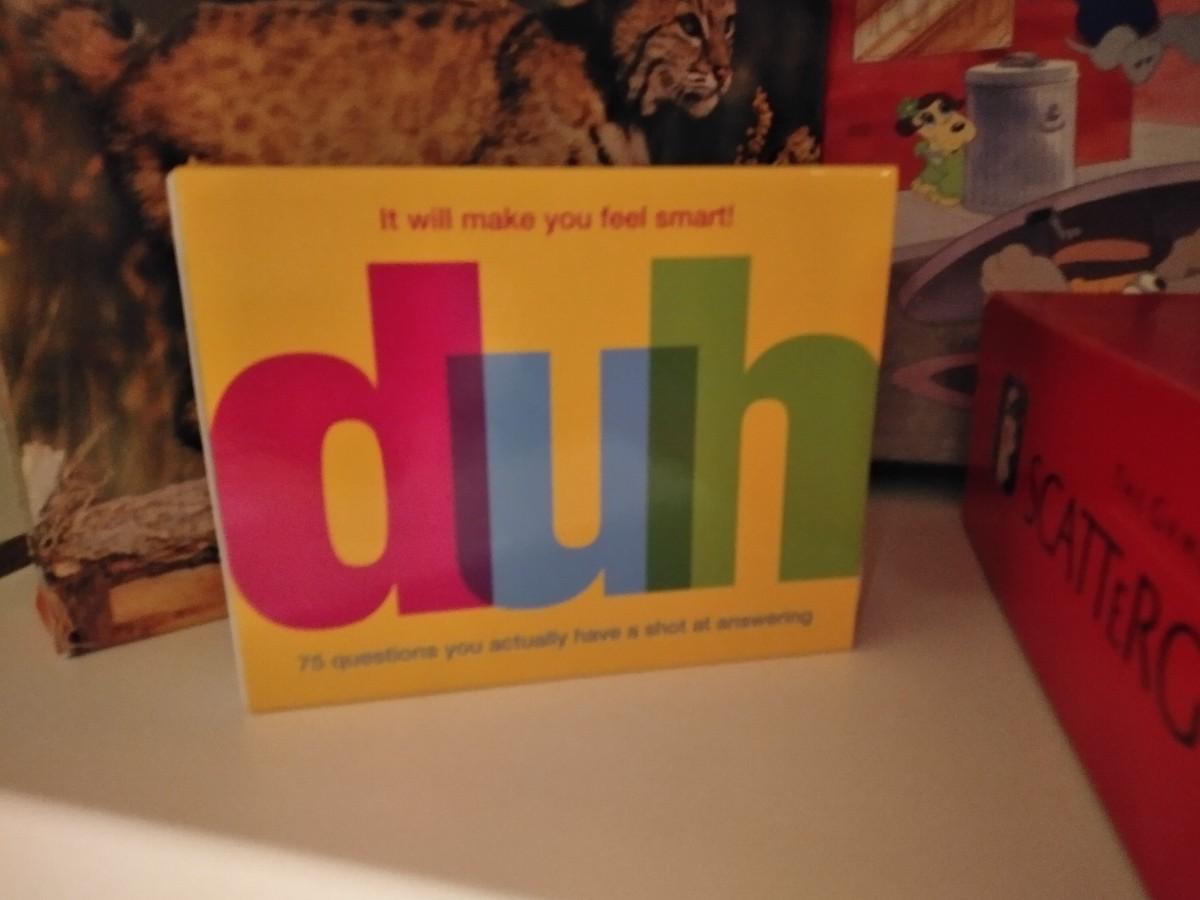 It will make you feel smart!
duh
75 questions you actually have a shot at answering
SCATTERG